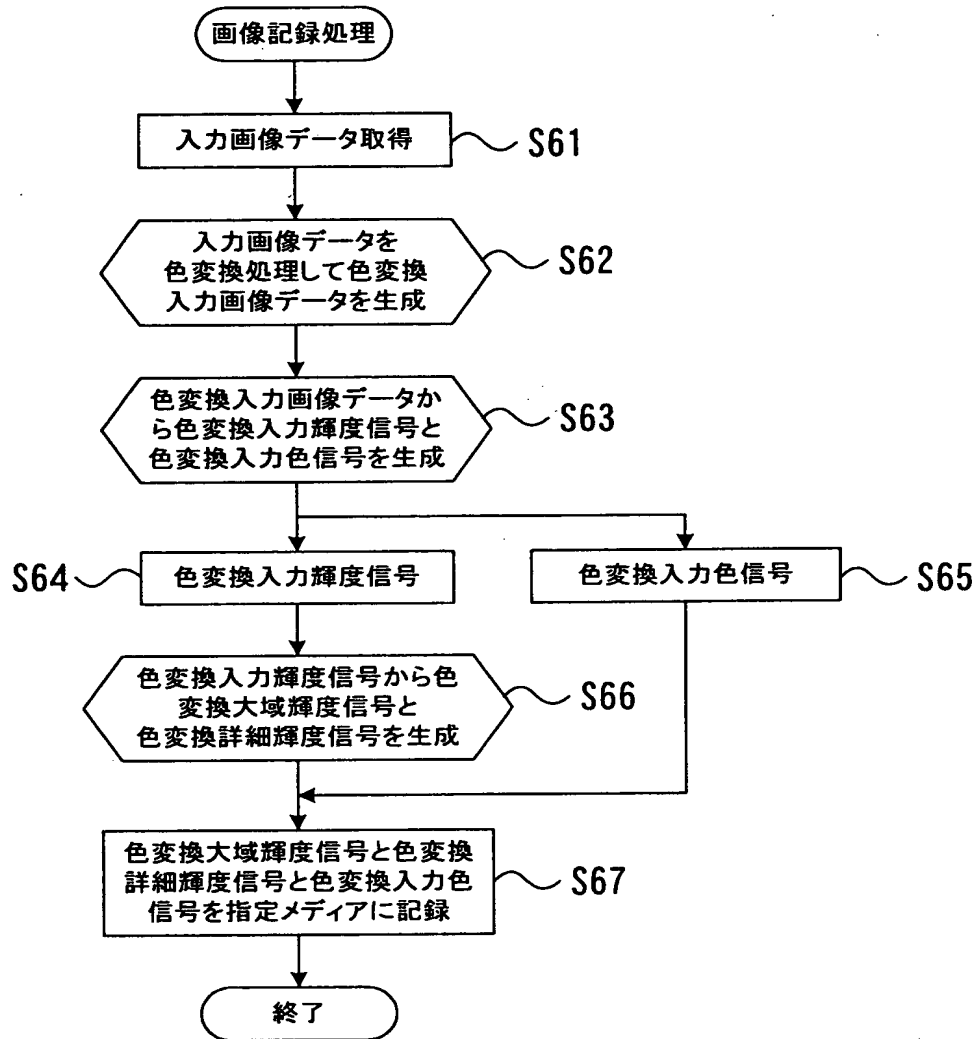 画像記録処理
入力画像データ取得
S61
入力画像データを
色変換処理して色変換
入力画像データを生成
S62
色変換入力画像データか
ら色変換入力輝度信号と
色変換入力色信号を生成
S63
S64
色変換入力輝度信号
色変換入力色信号
S65
色変換入力輝度信号から色
変換大域輝度信号と
色変換詳細輝度信号を生成
S66
色変換大域輝度信号と色変換
詳細輝度信号と色変換入力色
信号を指定メディアに記録
S67
終了